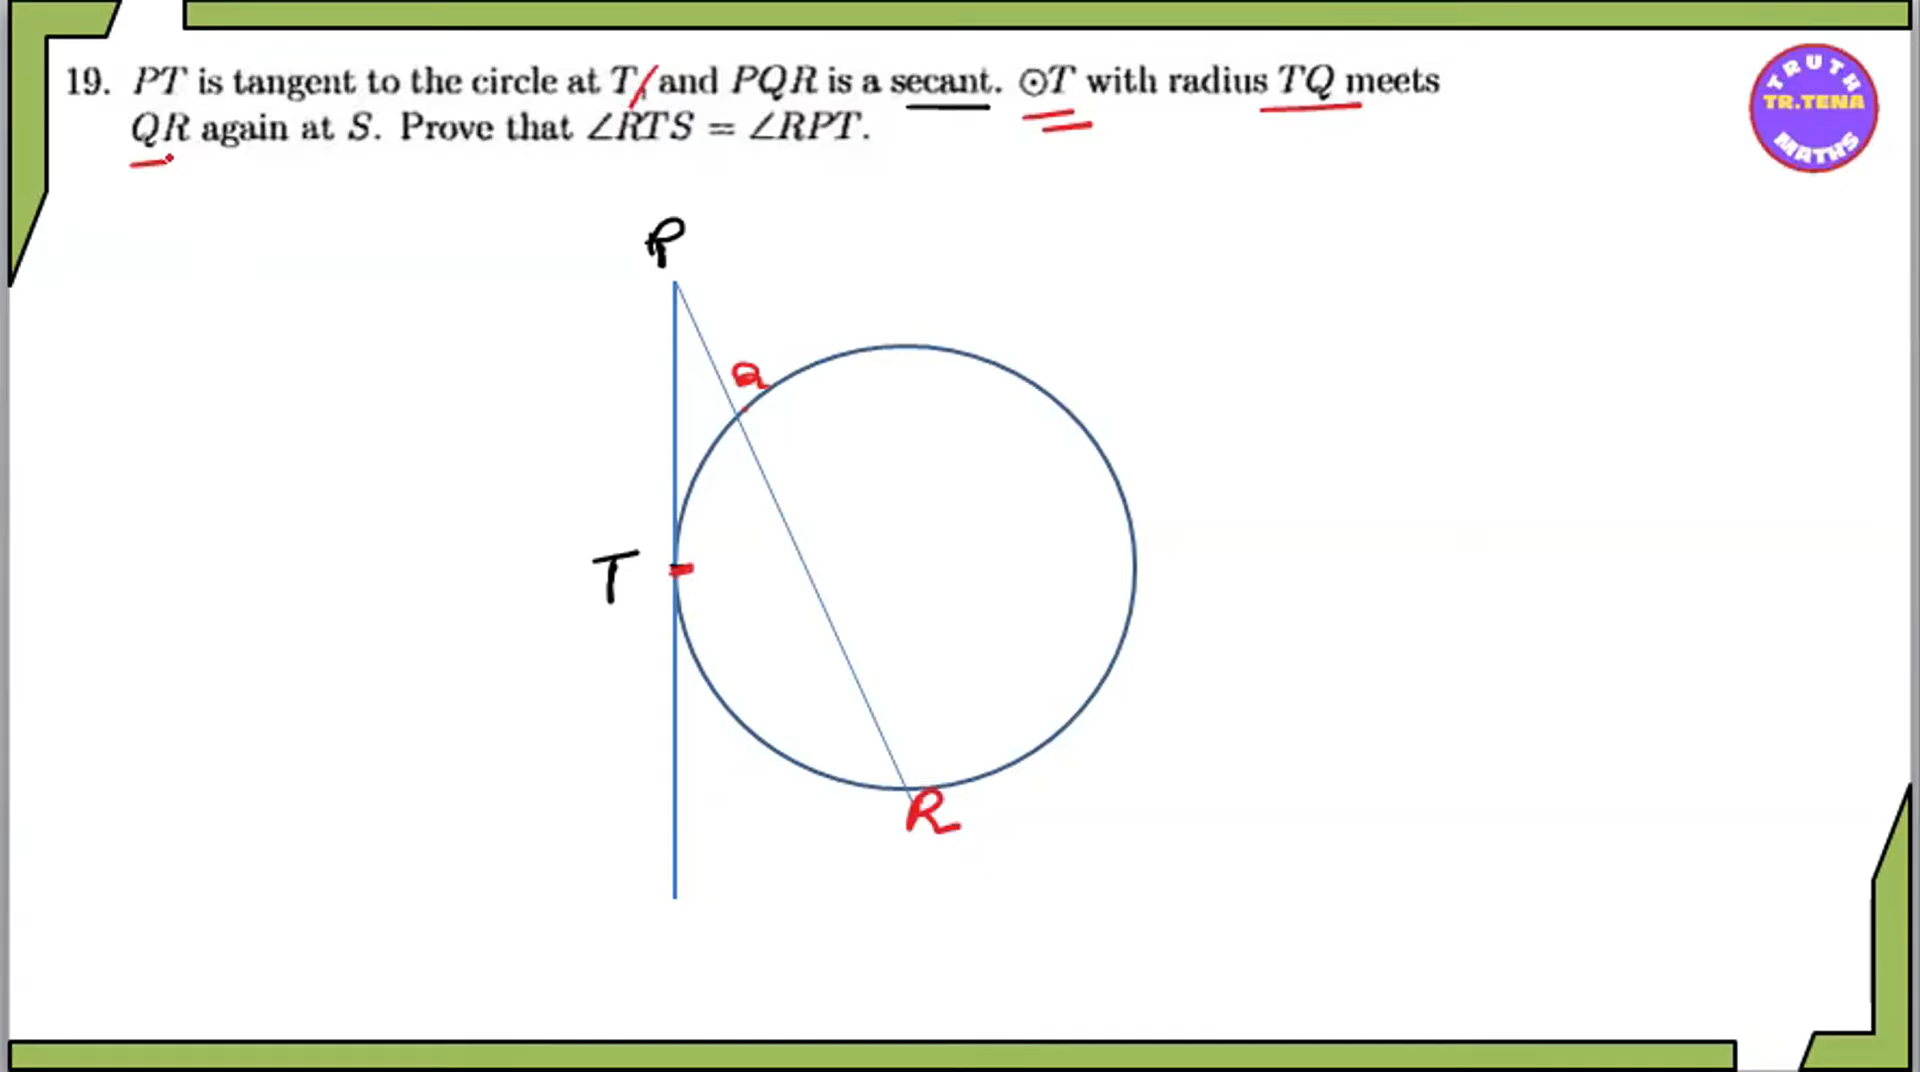 19. PT is tangent to the circle at T, and PQR is a secant. ⊙T with radius TQ meets
QR again at S. Prove that ∠RTS = ∠RPT.
TRUTH
TR.TENA
MATHS
P
Q
T
R